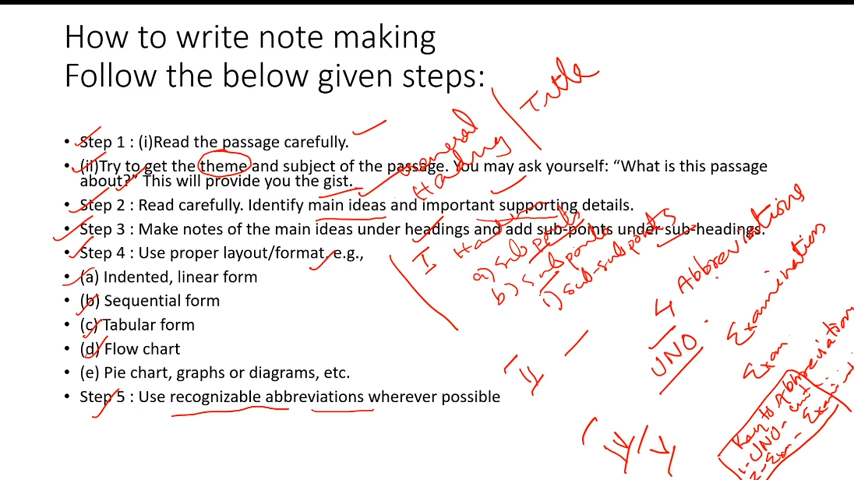 How to write note making
Follow the below given steps:
• Step 1 : (i)Read the passage carefully.
• (ii)Try to get the theme and subject of the passage. You may ask yourself: “What is this passage
about?” This will provide you the gist.
• Step 2 : Read carefully. Identify main ideas and important supporting details.
• Step 3 : Make notes of the main ideas under headings and add sub-points under sub-headings.
• Step 4 : Use proper layout/format, e.g.,
• (a) Indented, linear form
• (b) Sequential form
• (c) Tabular form
• (d) Flow chart
• (e) Pie chart, graphs or diagrams, etc.
• Step 5 : Use recognizable abbreviations wherever possible
General
Heading
Title
I Heading
a) sub points
b) sub points
i) sub-sub points
II
4 Abbreviations
UNO
Examination
Exam
Key to Abbreviation
1- UNO-
2- Exam -